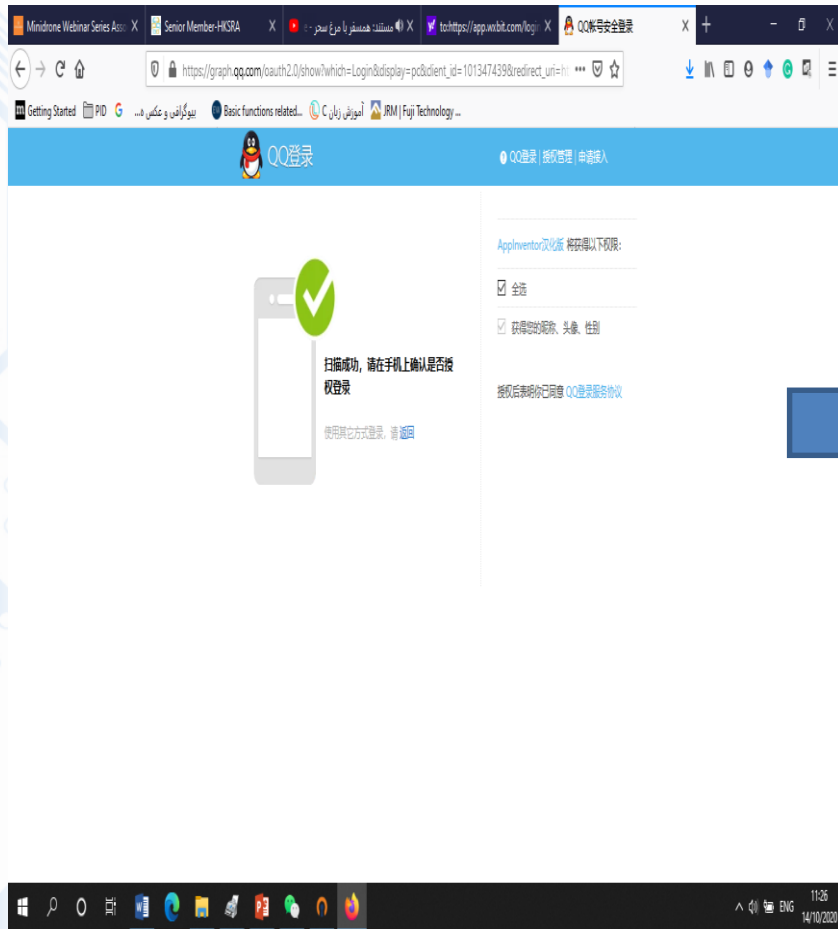 Minidrone Webinar Series Asso
Senior Member-HKSRA
مستند: همسفر با مرغ سحر - e
to:https://app.wxbit.com/login
QQ帐号安全登录
https://graph.qq.com/oauth2.0/show?which=Login&display=pc&client_id=101347439&redirect_uri=ht
Getting Started
PID
بیوگرافی و عکس ه...
Basic functions related...
آموزش زبان C
JRM | Fuji Technology ...
QQ登录
QQ登录 | 授权管理 | 申请接入
AppInventor汉化版 将获得以下权限：
全选
获得您的昵称、头像、性别
扫描成功，请在手机上确认是否授
权登录
授权后表明你已同意 QQ登录服务协议
使用其它方式登录，请 返回
ENG
11:26
14/10/2020